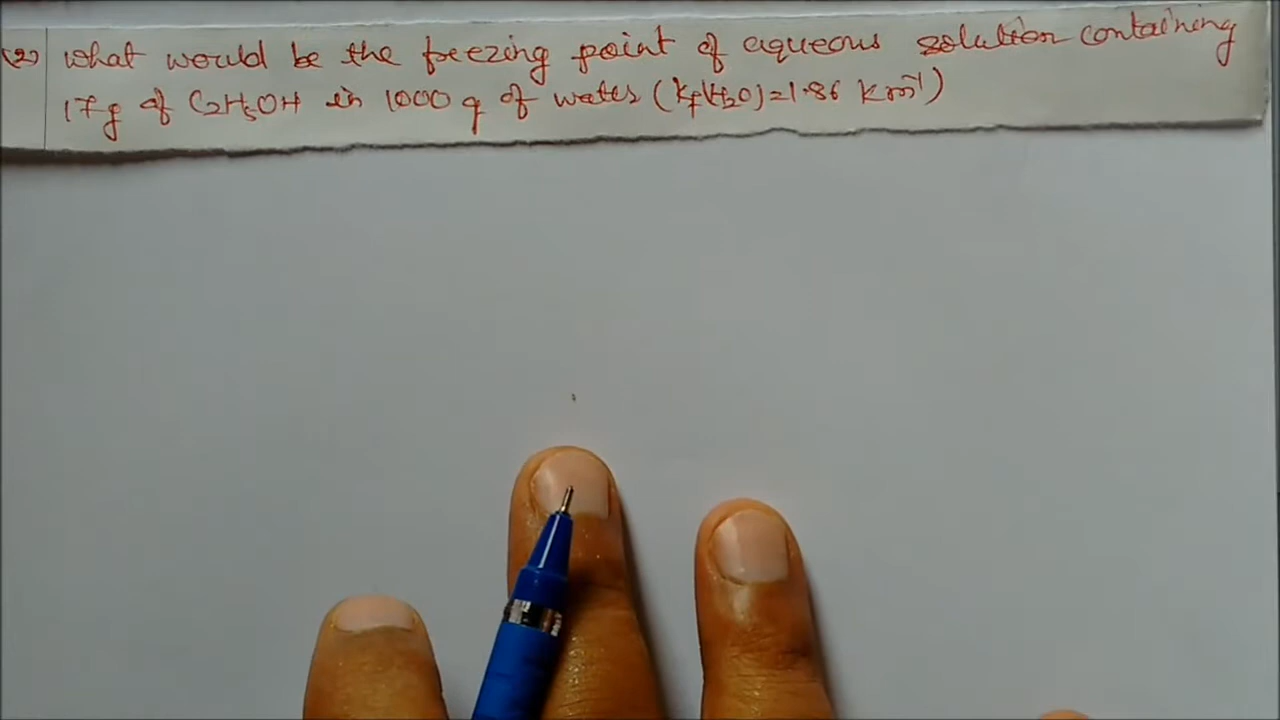 (2) What would be the freezing point of aqueous solution containing
17g of C2H5OH in 1000 g of water (Kf(H2O)=1.86 K m-1)